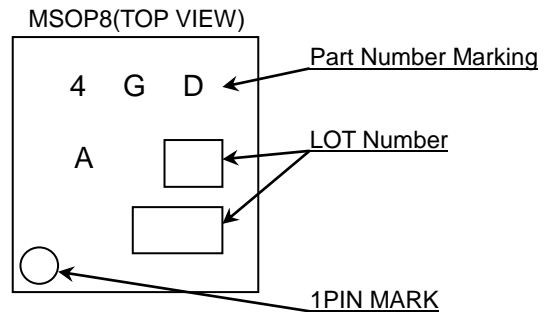 MSOP8(TOP VIEW)
Part Number Marking
4 G D
LOT Number
A
1PIN MARK